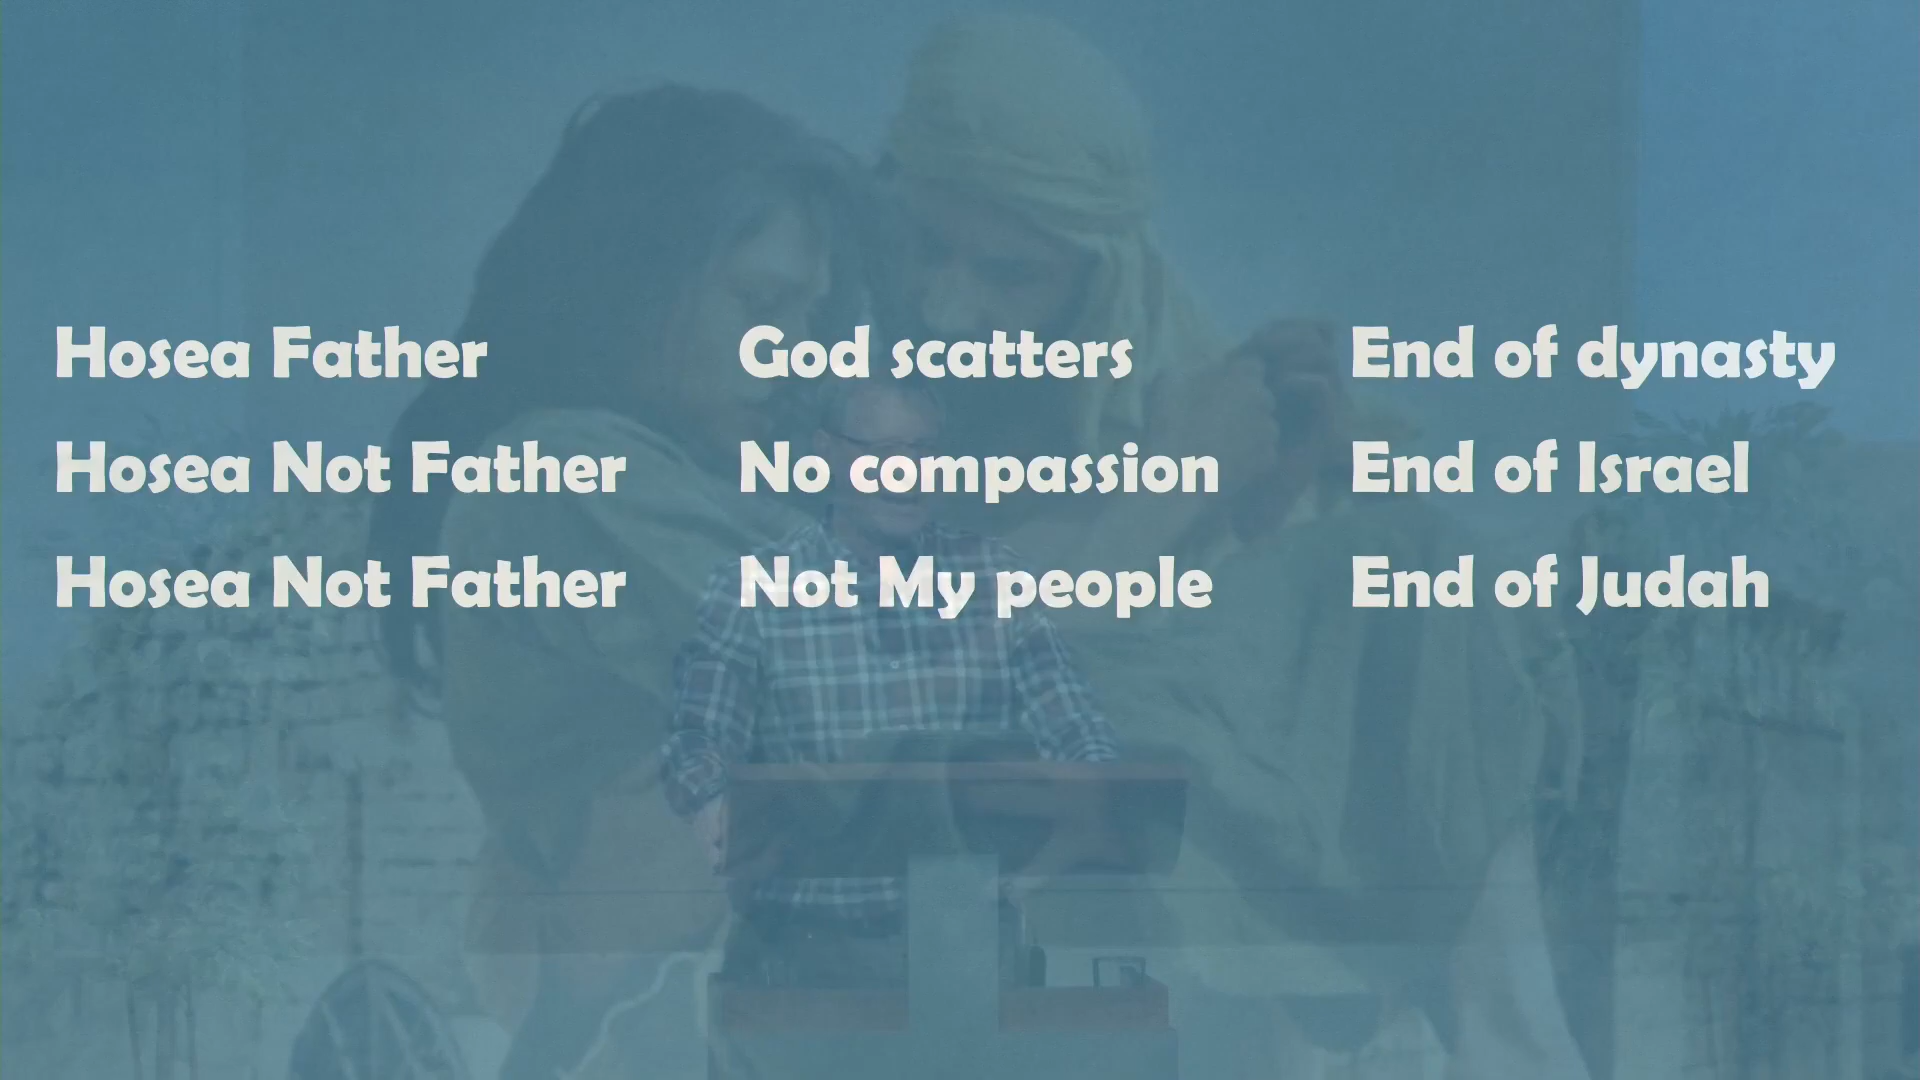 Hosea Father God scatters End of dynasty
Hosea Not Father No compassion End of Israel
Hosea Not Father Not My people End of Judah